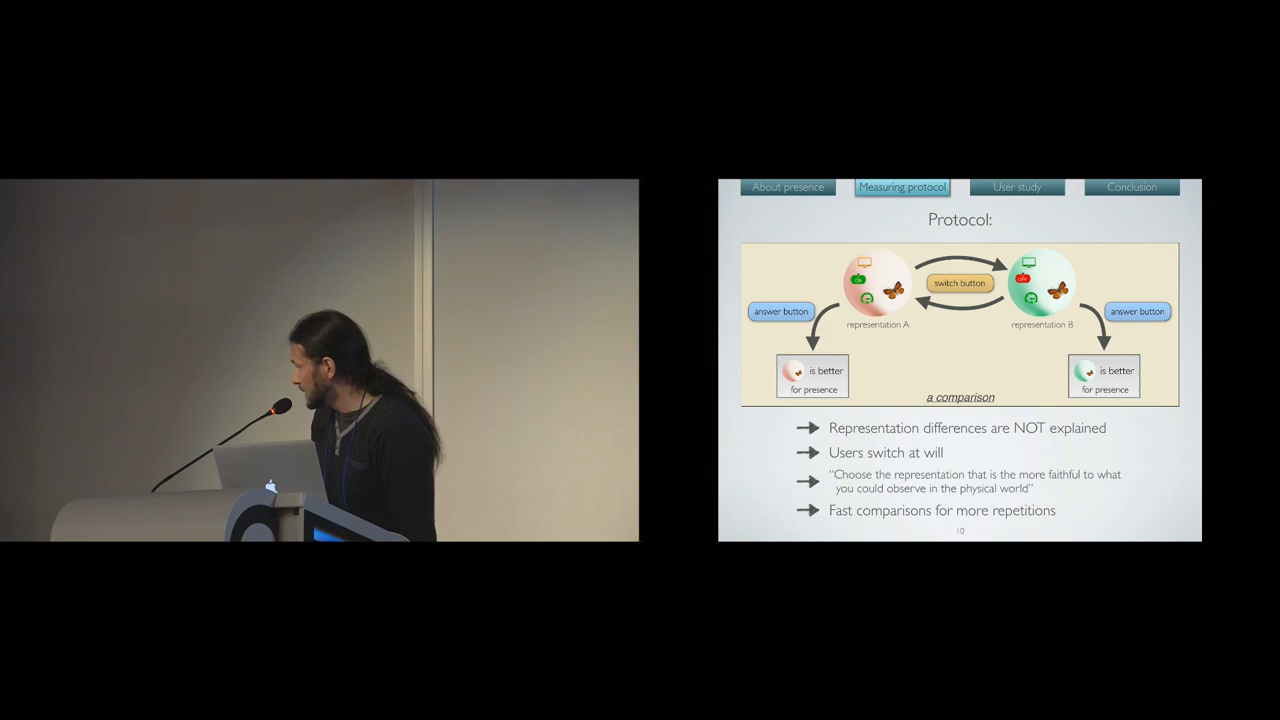 About presence
Measuring protocol
User study
Conclusion
Protocol:
switch button
ON
OFF
answer button
answer button
representation A
representation B
is better
for presence
is better
for presence
a comparison
Representation differences are NOT explained
Users switch at will
"Choose the representation that is the more faithful to what
you could observe in the physical world"
Fast comparisons for more repetitions
10